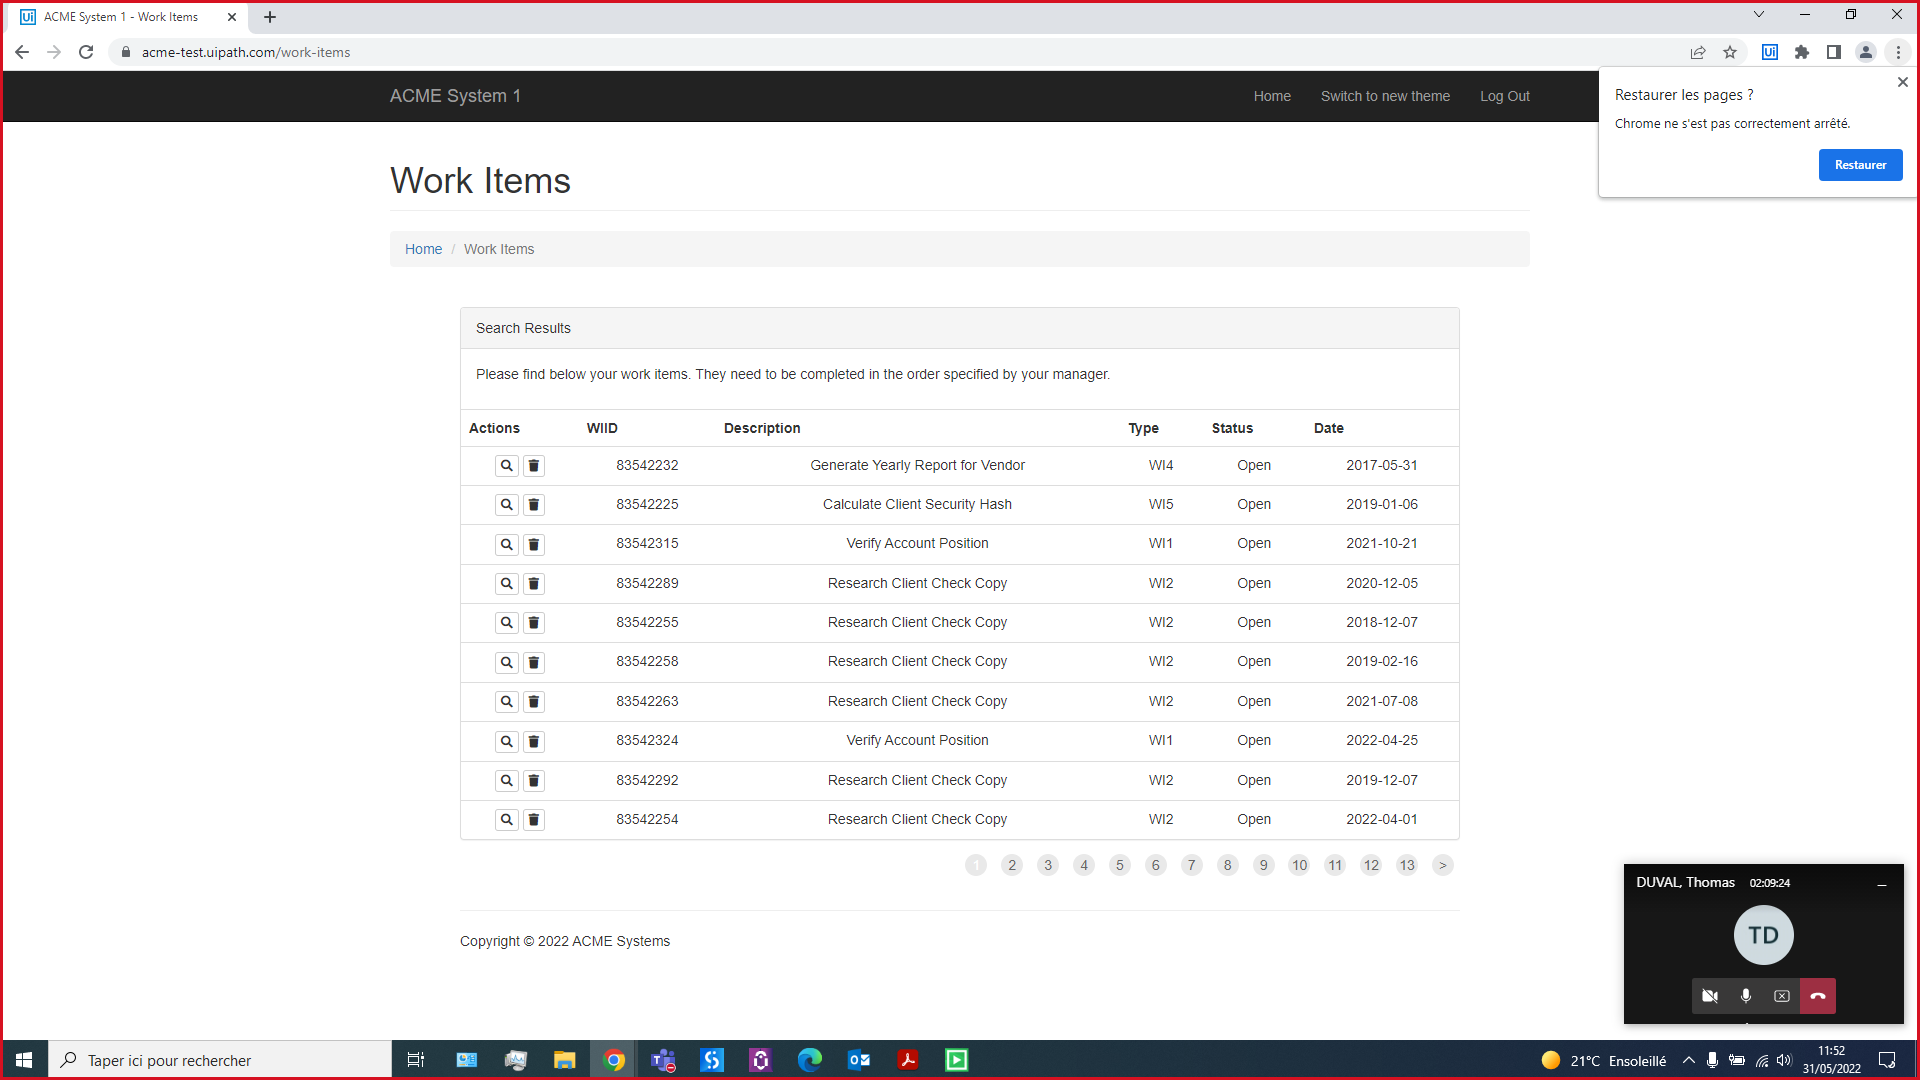 ACME System 1 - Work Items
acme-test.uipath.com/work-items
ACME System 1
Home
Switch to new theme
Log Out
Restaurer les pages ?
Chrome ne s'est pas correctement arrêté.
Restaurer
Work Items
Home / Work Items
Search Results
Please find below your work items. They need to be completed in the order specified by your manager.
Actions WIID Description Type Status Date
83542232 Generate Yearly Report for Vendor WI4 Open 2017-05-31
83542225 Calculate Client Security Hash WI5 Open 2019-01-06
83542315 Verify Account Position WI1 Open 2021-10-21
83542289 Research Client Check Copy WI2 Open 2020-12-05
83542255 Research Client Check Copy WI2 Open 2018-12-07
83542258 Research Client Check Copy WI2 Open 2019-02-16
83542263 Research Client Check Copy WI2 Open 2021-07-08
83542324 Verify Account Position WI1 Open 2022-04-25
83542292 Research Client Check Copy WI2 Open 2019-12-07
83542254 Research Client Check Copy WI2 Open 2022-04-01
1 2 3 4 5 6 7 8 9 10 11 12 13 >
Copyright © 2022 ACME Systems
DUVAL, Thomas 02:09:24
TD
Taper ici pour rechercher
21°C Ensoleillé
11:52
31/05/2022